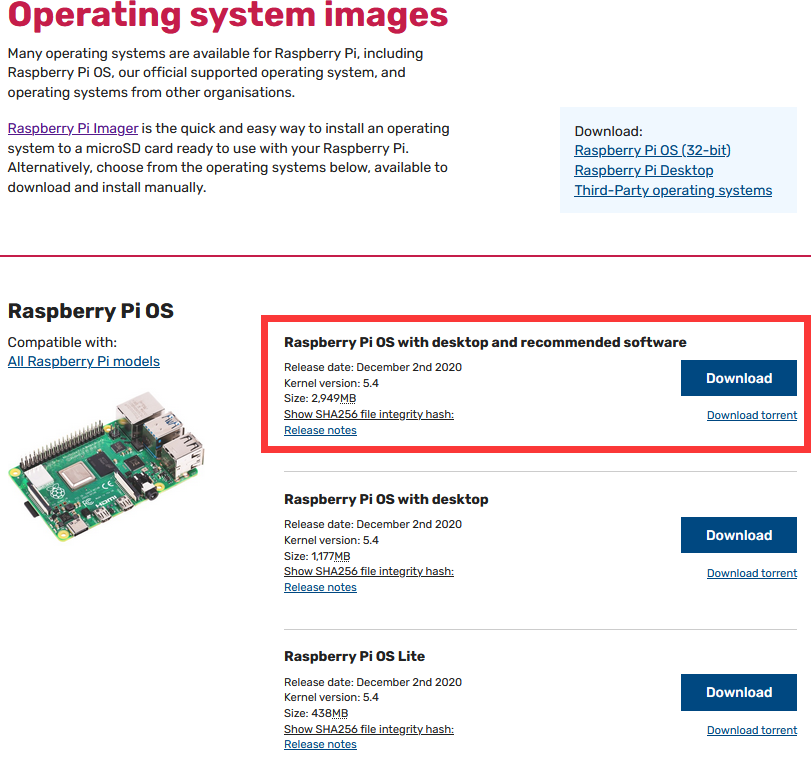 Operating system images
Many operating systems are available for Raspberry Pi, including
Raspberry Pi OS, our official supported operating system, and
operating systems from other organisations.
Raspberry Pi Imager is the quick and easy way to install an operating
system to a microSD card ready to use with your Raspberry Pi.
Alternatively, choose from the operating systems below, available to
download and install manually.
Download:
Raspberry Pi OS (32-bit)
Raspberry Pi Desktop
Third-Party operating systems
Raspberry Pi OS
Compatible with:
All Raspberry Pi models
Raspberry Pi OS with desktop and recommended software
Release date: December 2nd 2020
Kernel version: 5.4
Size: 2,949MB
Show SHA256 file integrity hash:
Release notes
Download
Download torrent
Raspberry Pi OS with desktop
Release date: December 2nd 2020
Kernel version: 5.4
Size: 1,177MB
Show SHA256 file integrity hash:
Release notes
Download
Download torrent
Raspberry Pi OS Lite
Release date: December 2nd 2020
Kernel version: 5.4
Size: 438MB
Show SHA256 file integrity hash:
Release notes
Download
Download torrent
HDMI